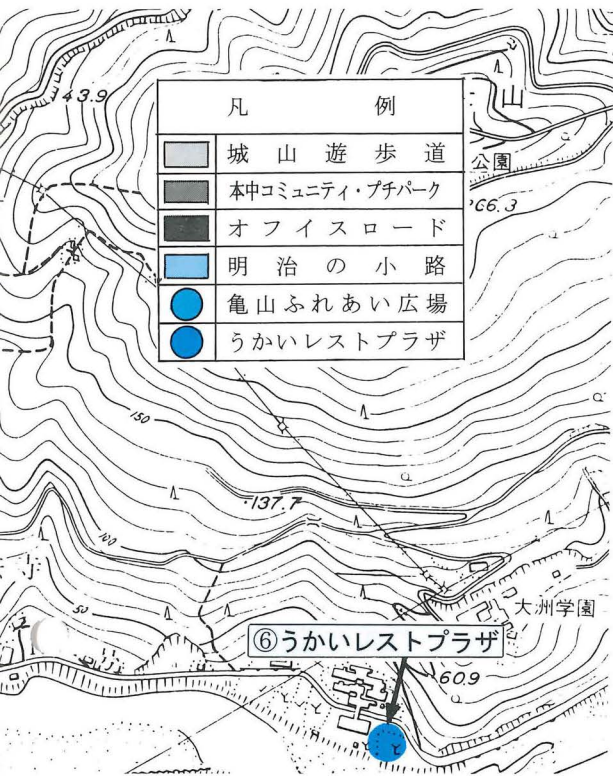 143.9
山
凡 例
城山遊歩道
公園
本中コミュニティ・プチパーク
66.3
オフィスロード
明治の小路
亀山ふれあい広場
うかいレストプラザ
150
137.7
100
大洲学園
50
⑥うかいレストプラザ
60.9